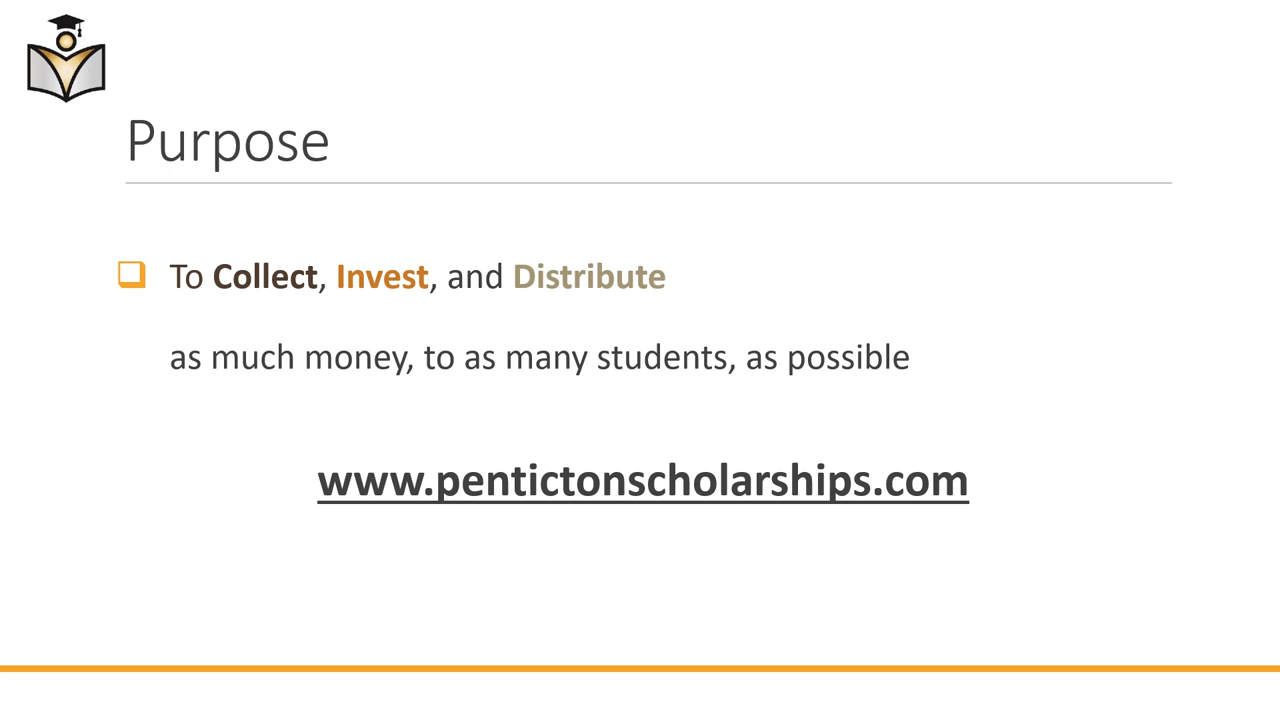 Purpose
To Collect, Invest, and Distribute
as much money, to as many students, as possible
www.pentictonscholarships.com